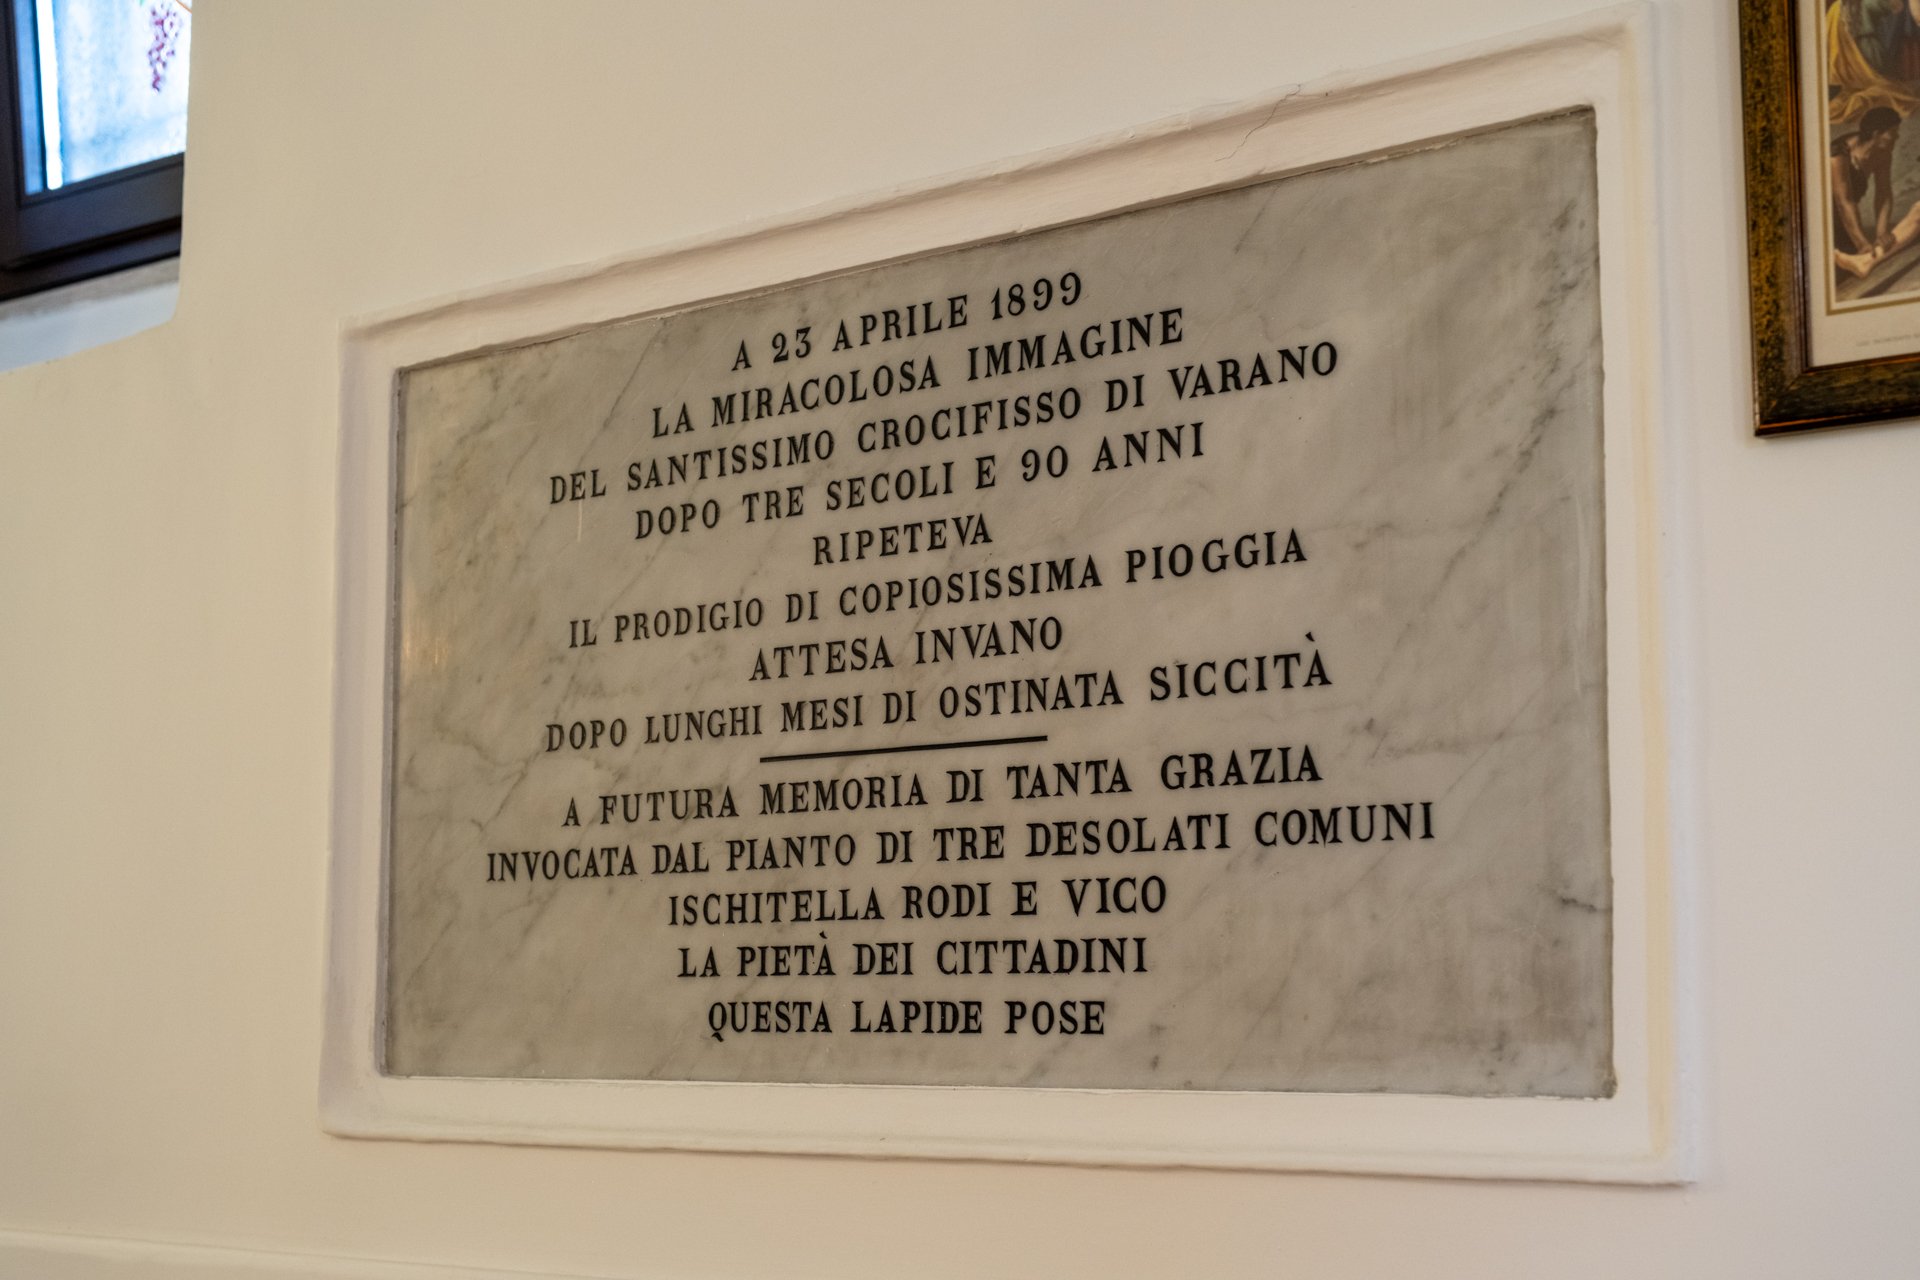 A 23 APRILE 1899
LA MIRACOLOSA IMMAGINE
DEL SANTISSIMO CROCIFISSO DI VARANO
DOPO TRE SECOLI E 90 ANNI
RIPETEVA
IL PRODIGIO DI COPIOSISSIMA PIOGGIA
ATTESA INVANO
DOPO LUNGHI MESI DI OSTINATA SICCITÀ
A FUTURA MEMORIA DI TANTA GRAZIA
INVOCATA DAL PIANTO DI TRE DESOLATI COMUNI
ISCHITELLA RODI E VICO
LA PIETÀ DEI CITTADINI
QUESTA LAPIDE POSE